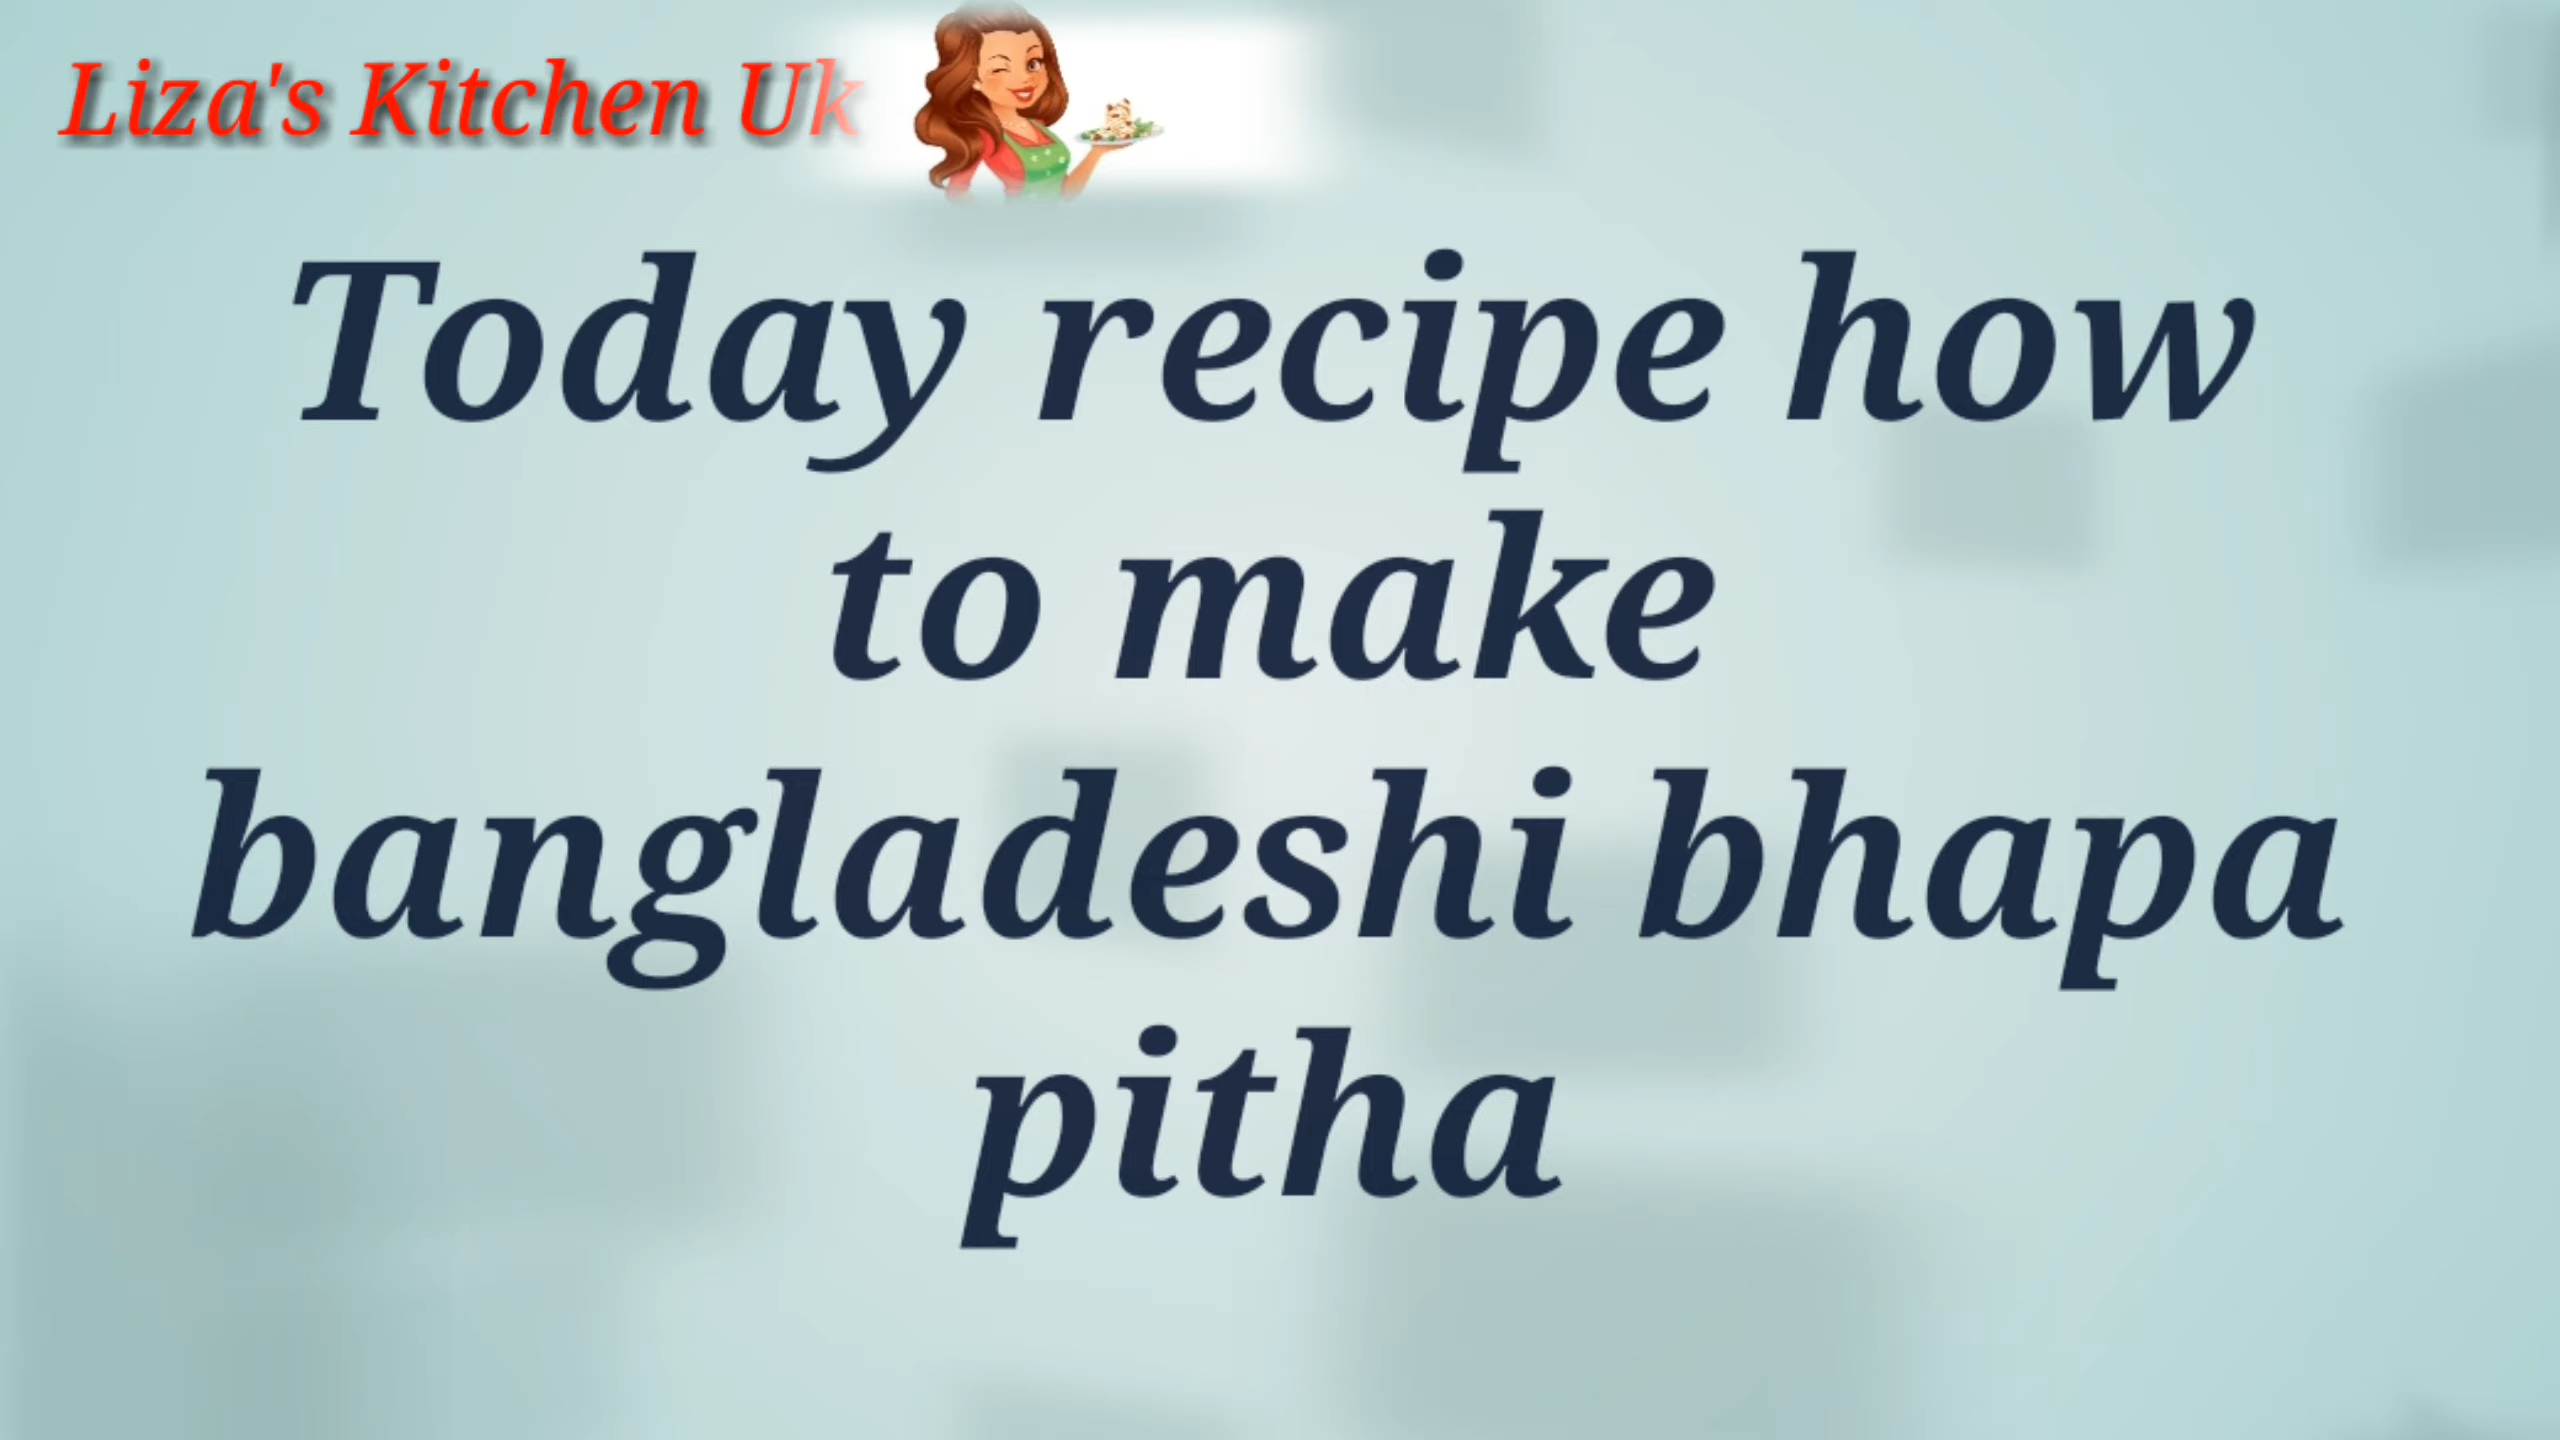 Liza's Kitchen Uk
Today recipe how
to make
bangladeshi bhapa
pitha